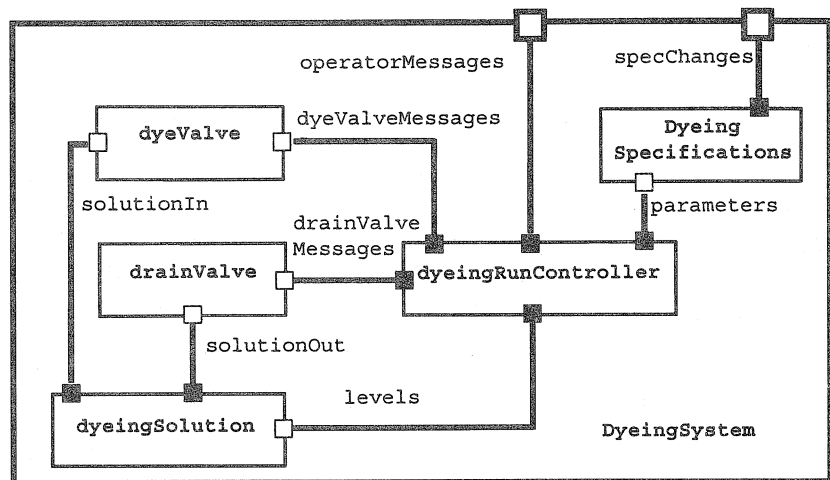 operatorMessages
specChanges
dyeValve
dyeValveMessages
Dyeing
Specifications
solutionIn
parameters
drainValve
Messages
drainValve
dyeingRunController
solutionOut
levels
dyeingSolution
DyeingSystem